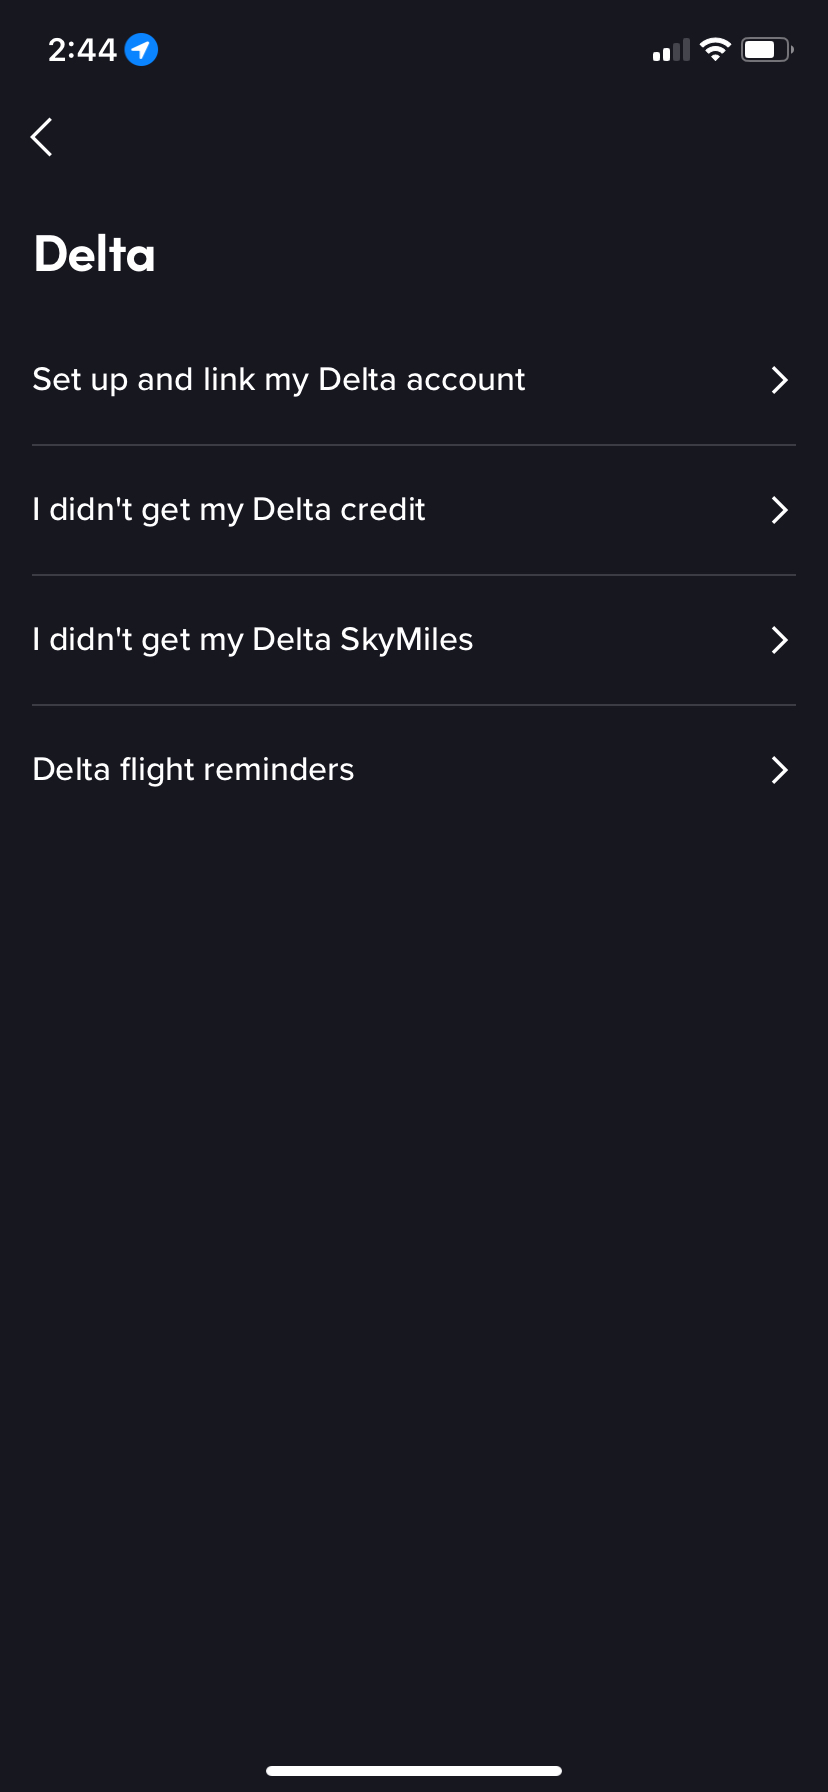 2:44
Delta
Set up and link my Delta account
I didn't get my Delta credit
I didn't get my Delta SkyMiles
Delta flight reminders